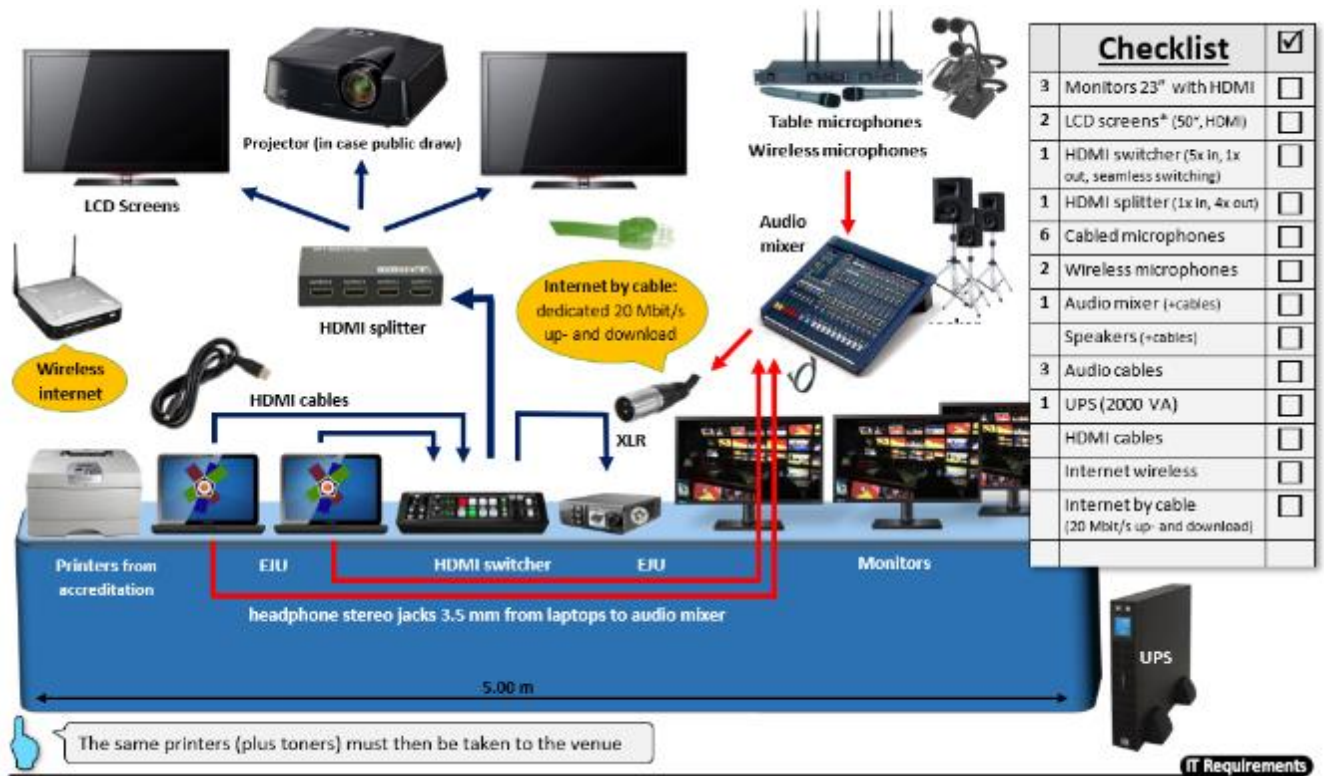 Projector (in case public draw)
LCD Screens
Table microphones
Wireless microphones
Audio
mixer
HDMI splitter
Internet by cable:
dedicated 20 Mbit/s
up- and download
Wireless
internet
HDMI cables
XLR
Printers from
accreditation
EJU
HDMI switcher
EJU
Monitors
headphone stereo jacks 3.5 mm from laptops to audio mixer
5.00 m
UPS
The same printers (plus toners) must then be taken to the venue
IT Requirements
Checklist
3 Monitors 23" with HDMI
2 LCD screens* (50", HDMI)
1 HDMI switcher (5x in, 1x
out, seamless switching)
1 HDMI splitter (1x in, 4x out)
6 Cabled microphones
2 Wireless microphones
1 Audio mixer (+cables)
Speakers (+cables)
3 Audio cables
1 UPS (2000 VA)
HDMI cables
Internet wireless
Internet by cable
(20 Mbit/s up- and download)